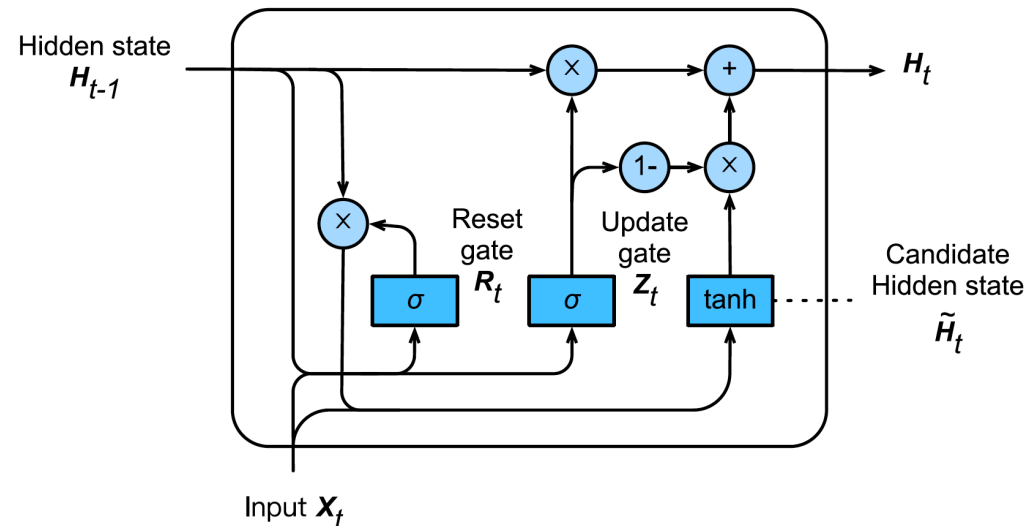 Hidden state
H_{t-1}
×
+
H_t
1-
×
×
Reset
gate
R_t
Update
gate
Z_t
Candidate
Hidden state
H̃_t
σ
σ
tanh
Input X_t